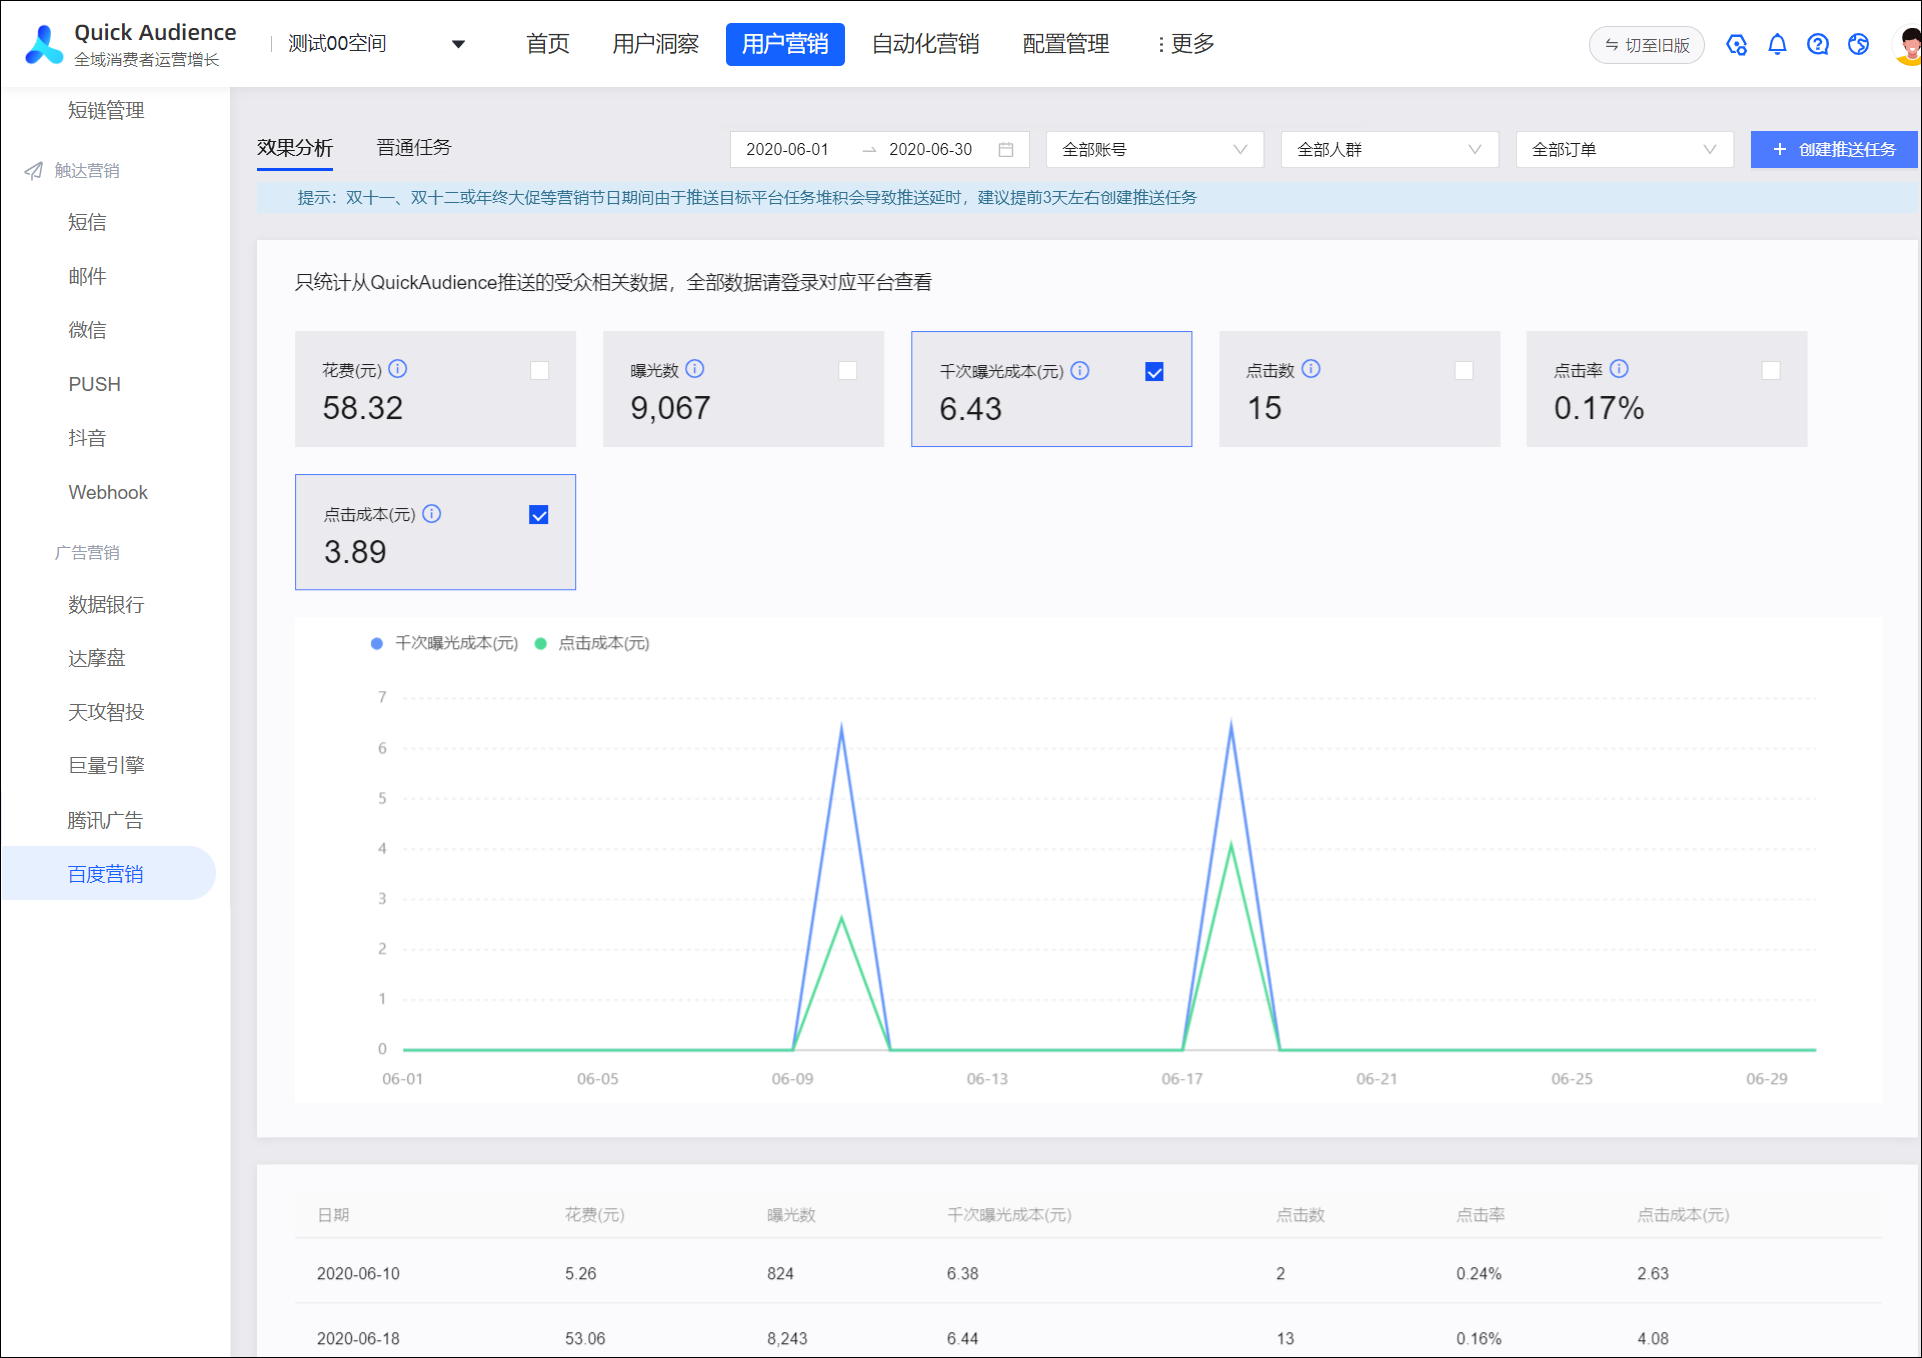 Quick Audience
全域消费者运营增长
测试00空间
首页
用户洞察
用户营销
自动化营销
配置管理
更多
切至旧版
短链管理
触达营销
短信
邮件
微信
PUSH
抖音
Webhook
广告营销
数据银行
达摩盘
天攻智投
巨量引擎
腾讯广告
百度营销
效果分析
普通任务
2020-06-01
2020-06-30
全部账号
全部人群
全部订单
+ 创建推送任务
提示：双十一、双十二或年终大促等营销节日期间由于推送目标平台任务堆积会导致推送延时，建议提前3天左右创建推送任务
只统计从QuickAudience推送的受众相关数据，全部数据请登录对应平台查看
花费(元)
58.32
曝光数
9,067
千次曝光成本(元)
6.43
点击数
15
点击率
0.17%
点击成本(元)
3.89
千次曝光成本(元) 点击成本(元)
7
6
5
4
3
2
1
0
06-01 06-05 06-09 06-13 06-17 06-21 06-25 06-29
日期 花费(元) 曝光数 千次曝光成本(元) 点击数 点击率 点击成本(元)
2020-06-10 5.26 824 6.38 2 0.24% 2.63
2020-06-18 53.06 8,243 6.44 13 0.16% 4.08